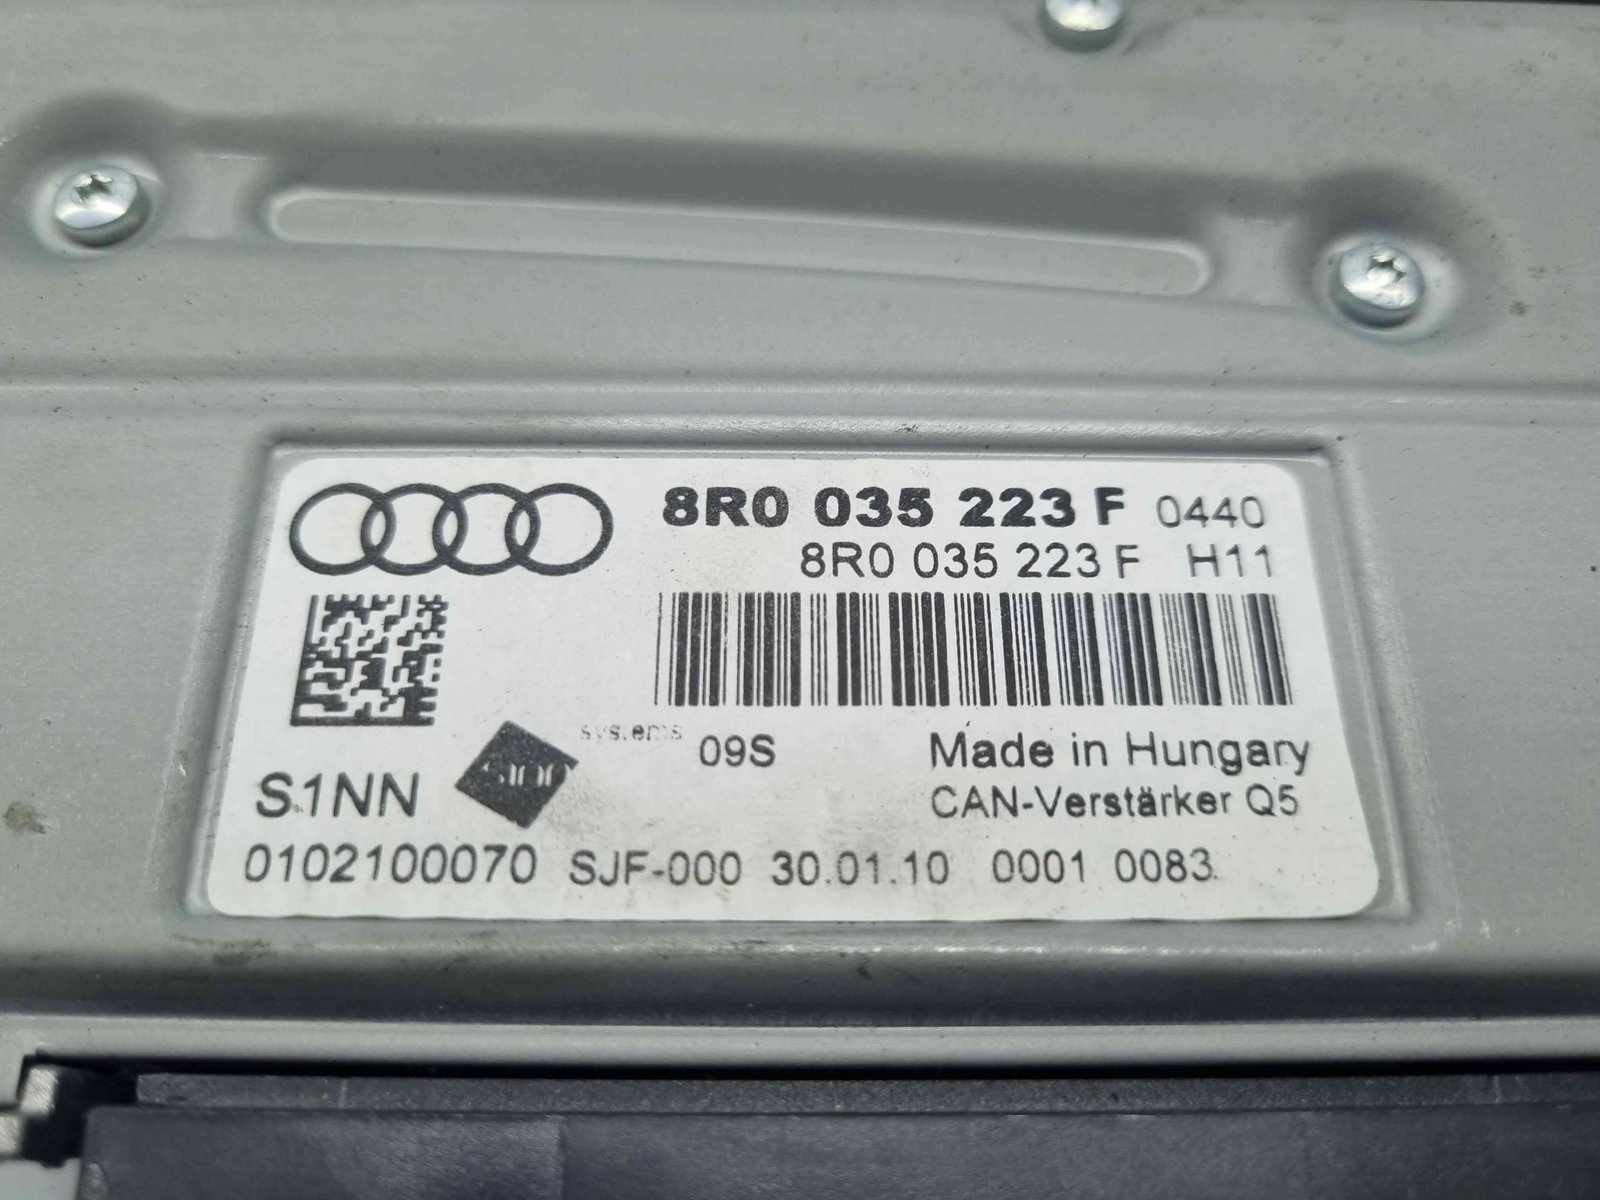 8R0 035 223 F 0440
8R0 035 223 F H11
systems 09S Made in Hungary
S1NN CAN-Verstärker Q5
0102100070 SJF-000 30.01.10 0001 0083